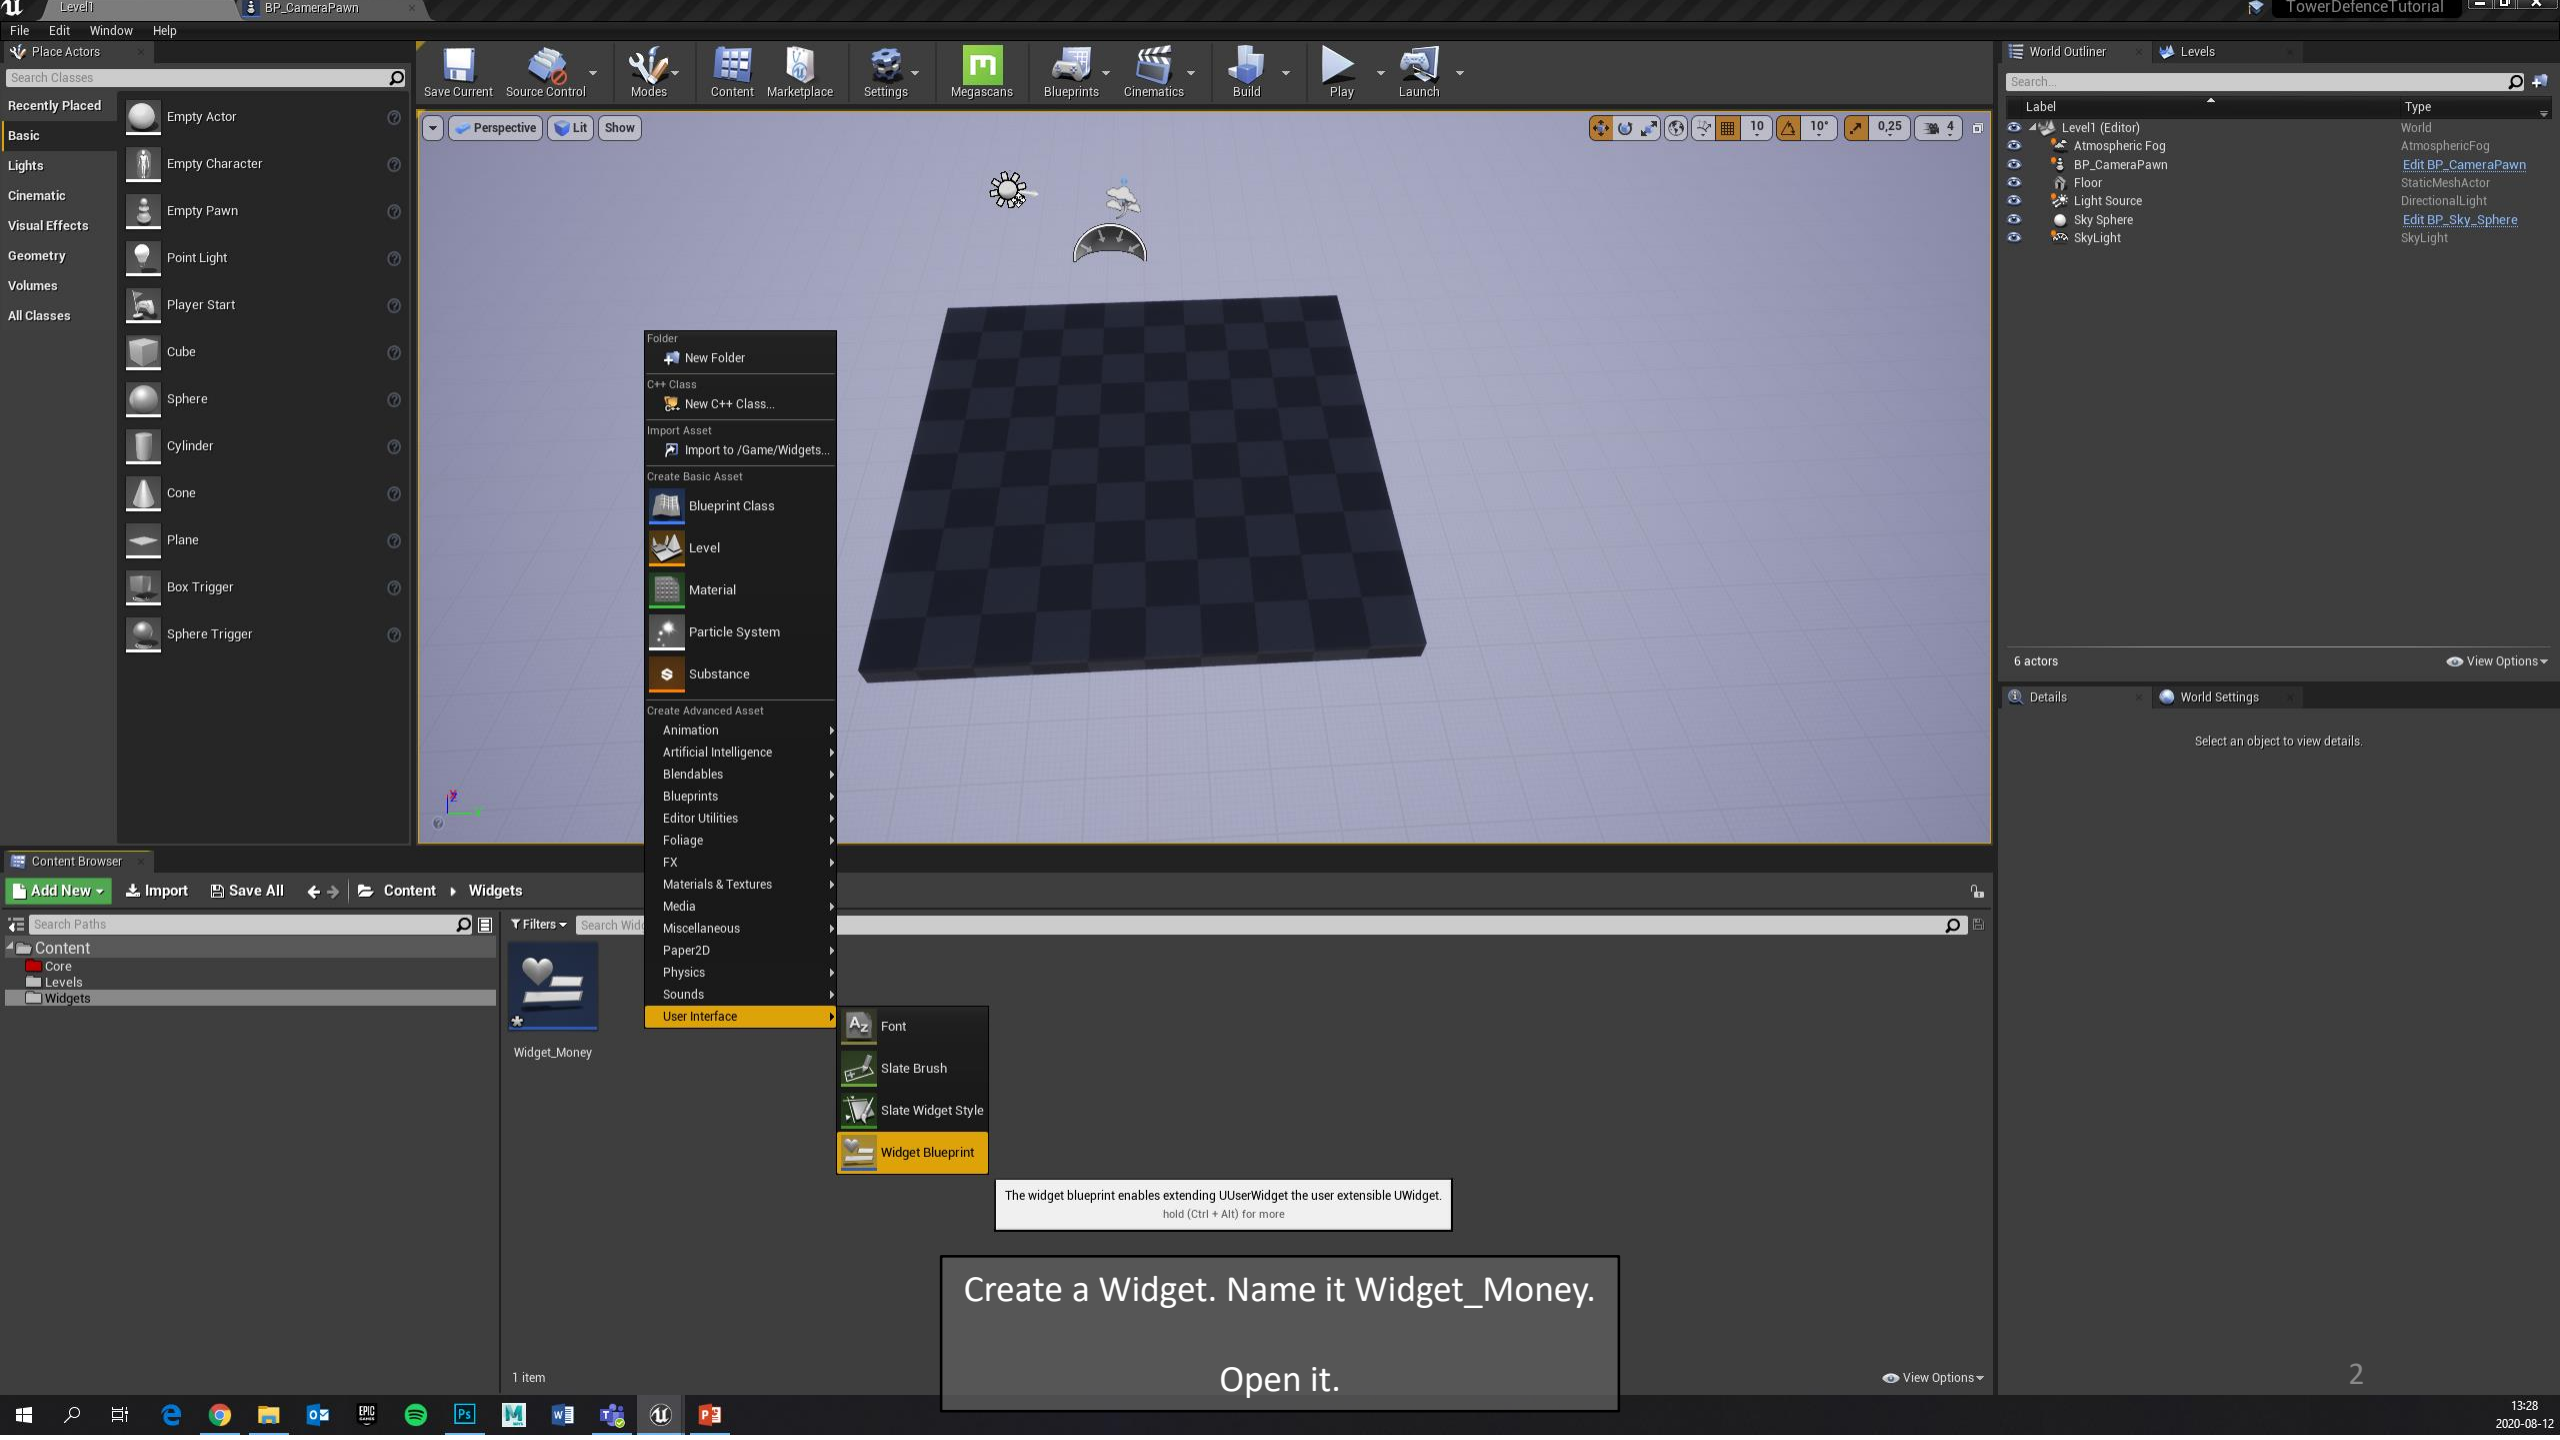 Level1
BP_CameraPawn
TowerDefenceTutorial
File Edit Window Help
Place Actors
Search Classes
Recently Placed
Basic
Lights
Cinematic
Visual Effects
Geometry
Volumes
All Classes
Empty Actor
Empty Character
Empty Pawn
Point Light
Player Start
Cube
Sphere
Cylinder
Cone
Plane
Box Trigger
Sphere Trigger
Save Current
Source Control
Modes
Content
Marketplace
Settings
Megascans
Blueprints
Cinematics
Build
Play
Launch
Perspective
Lit
Show
10
10°
0,25
4
Folder
New Folder
C++ Class
New C++ Class...
Import Asset
Import to /Game/Widgets...
Create Basic Asset
Blueprint Class
Level
Material
Particle System
Substance
Create Advanced Asset
Animation
Artificial Intelligence
Blendables
Blueprints
Editor Utilities
Foliage
FX
Materials & Textures
Media
Miscellaneous
Paper2D
Physics
Sounds
User Interface
Font
Slate Brush
Slate Widget Style
Widget Blueprint
The widget blueprint enables extending UUserWidget the user extensible UWidget.
hold (Ctrl + Alt) for more
World Outliner
Levels
Search...
Label Type
Level1 (Editor) World
Atmospheric Fog AtmosphericFog
BP_CameraPawn Edit BP_CameraPawn
Floor StaticMeshActor
Light Source DirectionalLight
Sky Sphere Edit BP_Sky_Sphere
SkyLight SkyLight
6 actors
View Options
Details
World Settings
Select an object to view details.
Content Browser
Add New Import Save All Content Widgets
Search Paths
Content
Core
Levels
Widgets
Filters
Widget_Money
1 item
View Options
Create a Widget. Name it Widget_Money.
Open it.
2
13:28
2020-08-12